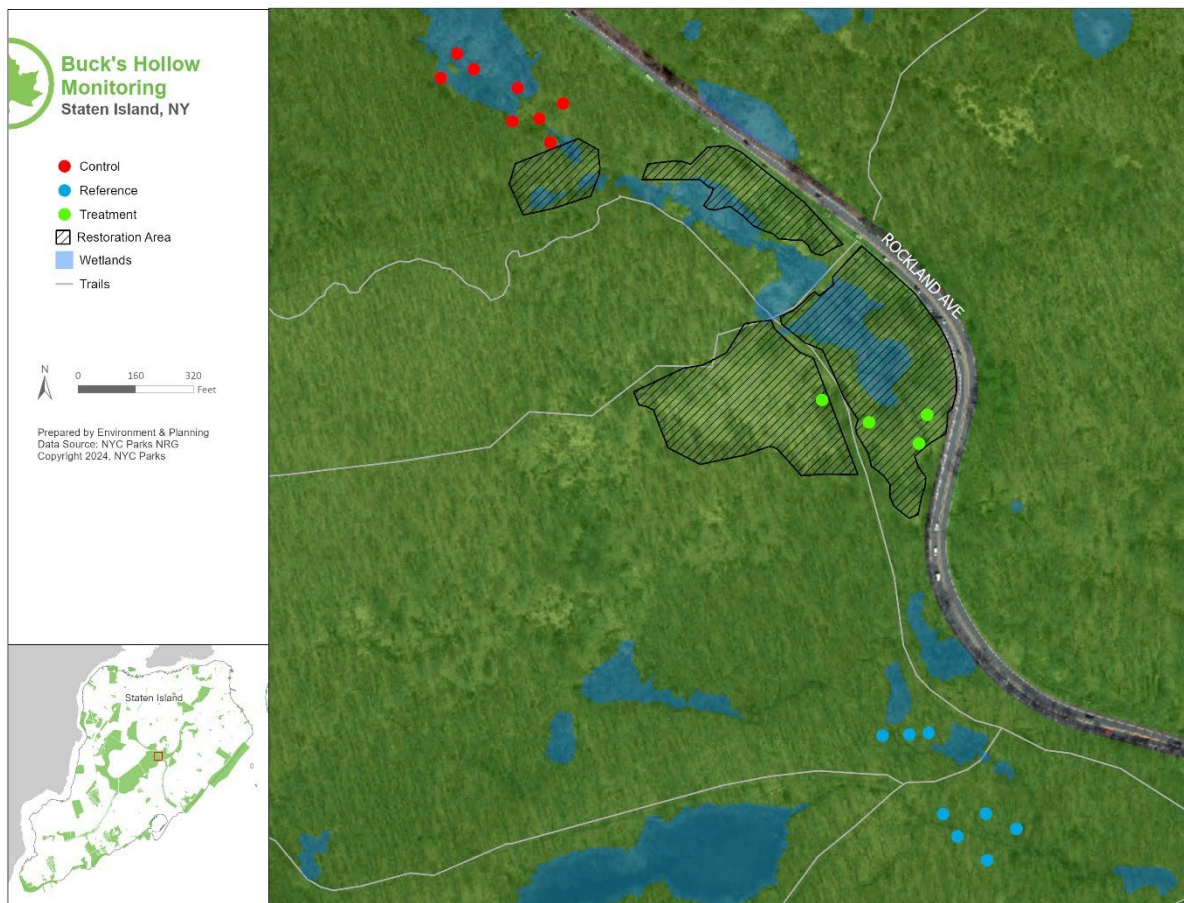 Buck's Hollow
Monitoring
Staten Island, NY
Control
Reference
Treatment
Restoration Area
Wetlands
Trails
N
0 160 320
Feet
Prepared by Environment & Planning
Data Source: NYC Parks NRG
Copyright 2024, NYC Parks
Staten Island
ROCKLAND AVE